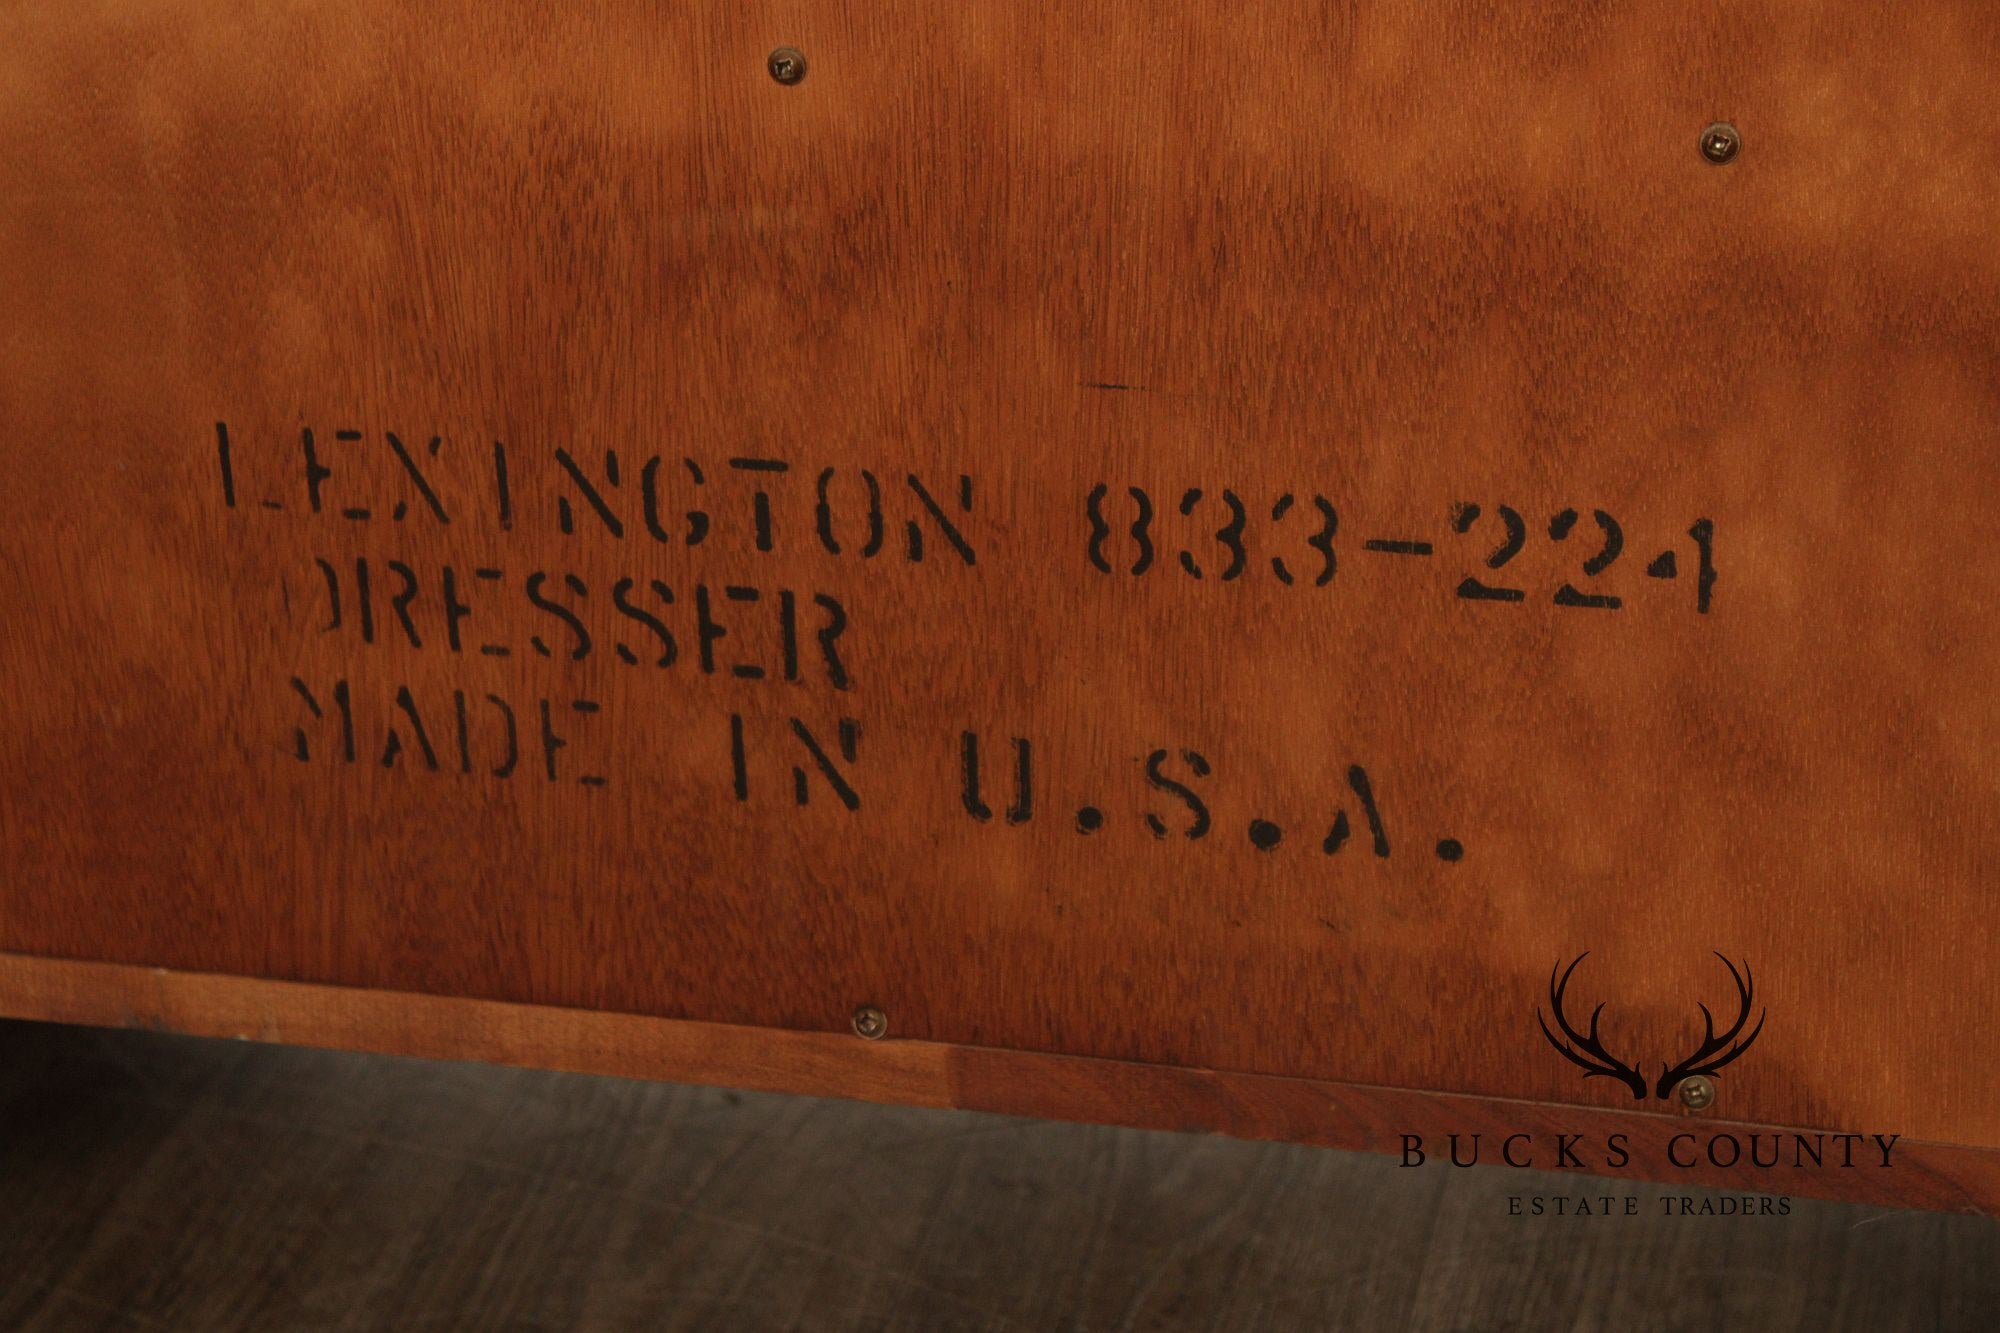 LEXINGTON 833-224
DRESSER
MADE IN U.S.A.
BUCKS COUNTY
ESTATE TRADERS